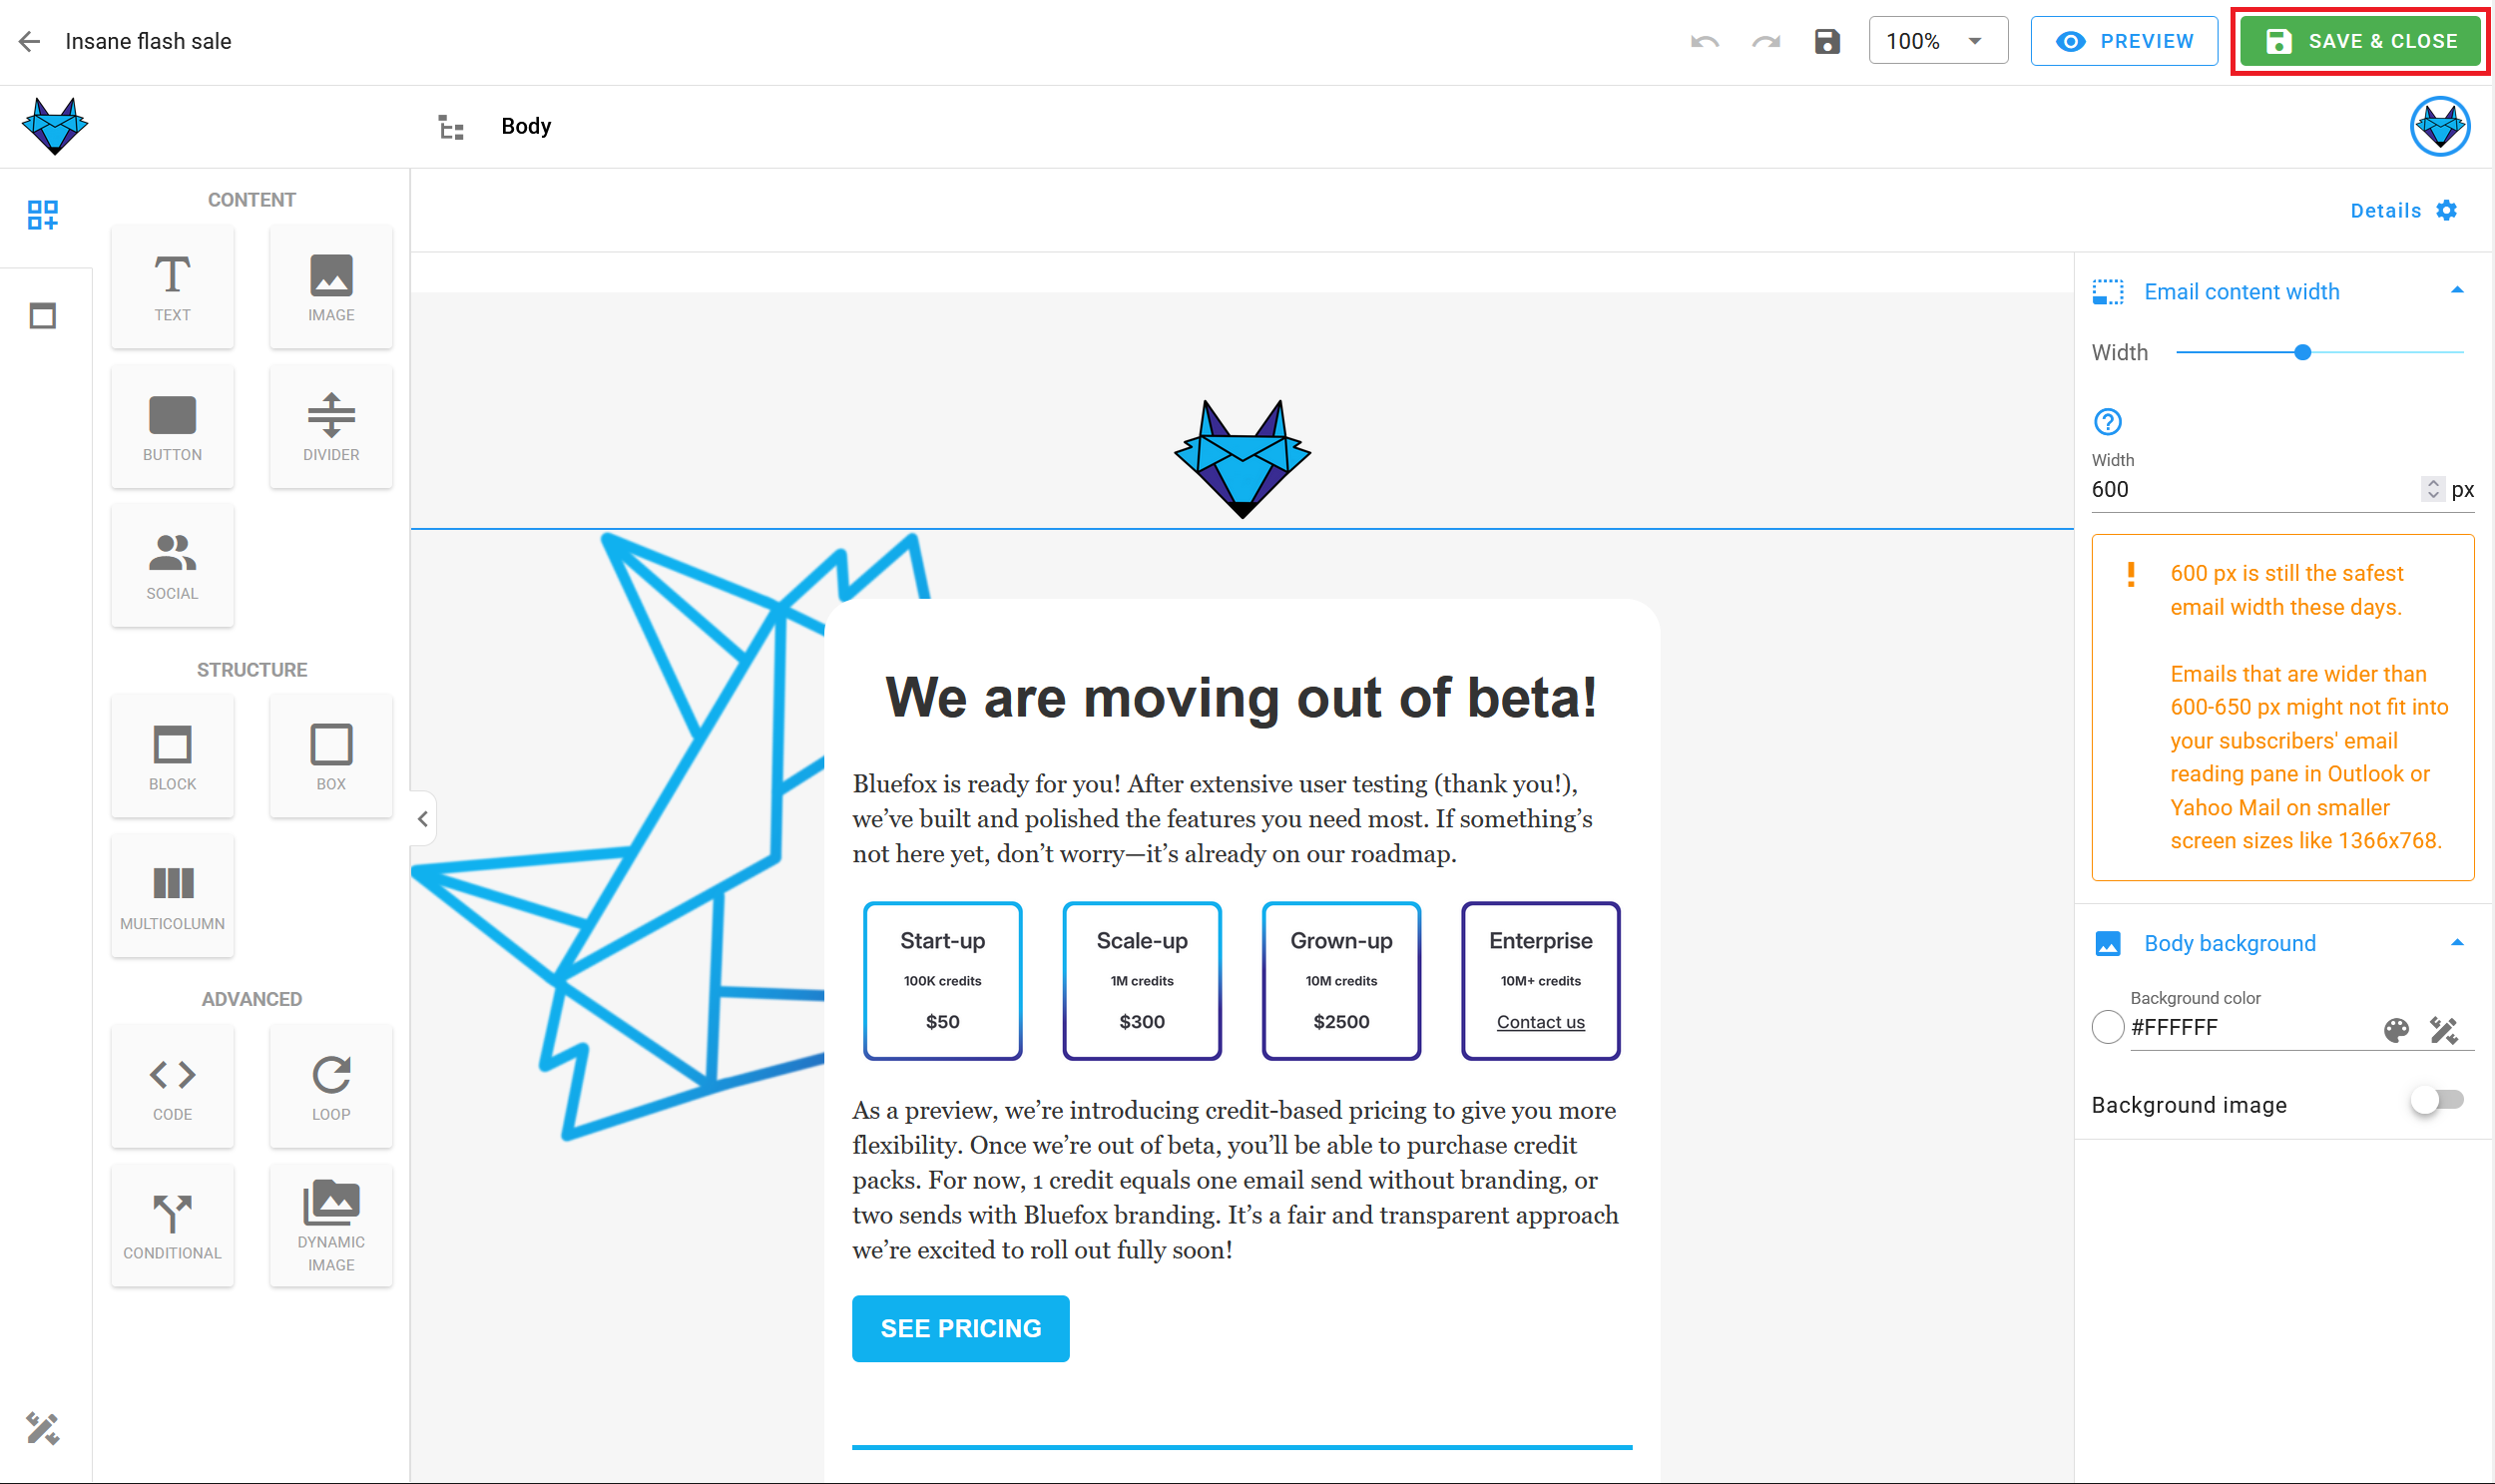 Insane flash sale
100%
PREVIEW
SAVE & CLOSE
Body
Details
CONTENT
TEXT
IMAGE
BUTTON
DIVIDER
SOCIAL
STRUCTURE
BLOCK
BOX
MULTICOLUMN
ADVANCED
CODE
LOOP
CONDITIONAL
DYNAMIC
IMAGE
We are moving out of beta!
Bluefox is ready for you! After extensive user testing (thank you!),
we’ve built and polished the features you need most. If something’s
not here yet, don’t worry—it’s already on our roadmap.
Start-up
100K credits
$50
Scale-up
1M credits
$300
Grown-up
10M credits
$2500
Enterprise
10M+ credits
Contact us
As a preview, we’re introducing credit-based pricing to give you more
flexibility. Once we’re out of beta, you’ll be able to purchase credit
packs. For now, 1 credit equals one email send without branding, or
two sends with Bluefox branding. It’s a fair and transparent approach
we’re excited to roll out fully soon!
SEE PRICING
Email content width
Width
Width
600 px
600 px is still the safest
email width these days.
Emails that are wider than
600-650 px might not fit into
your subscribers' email
reading pane in Outlook or
Yahoo Mail on smaller
screen sizes like 1366x768.
Body background
Background color
#FFFFFF
Background image